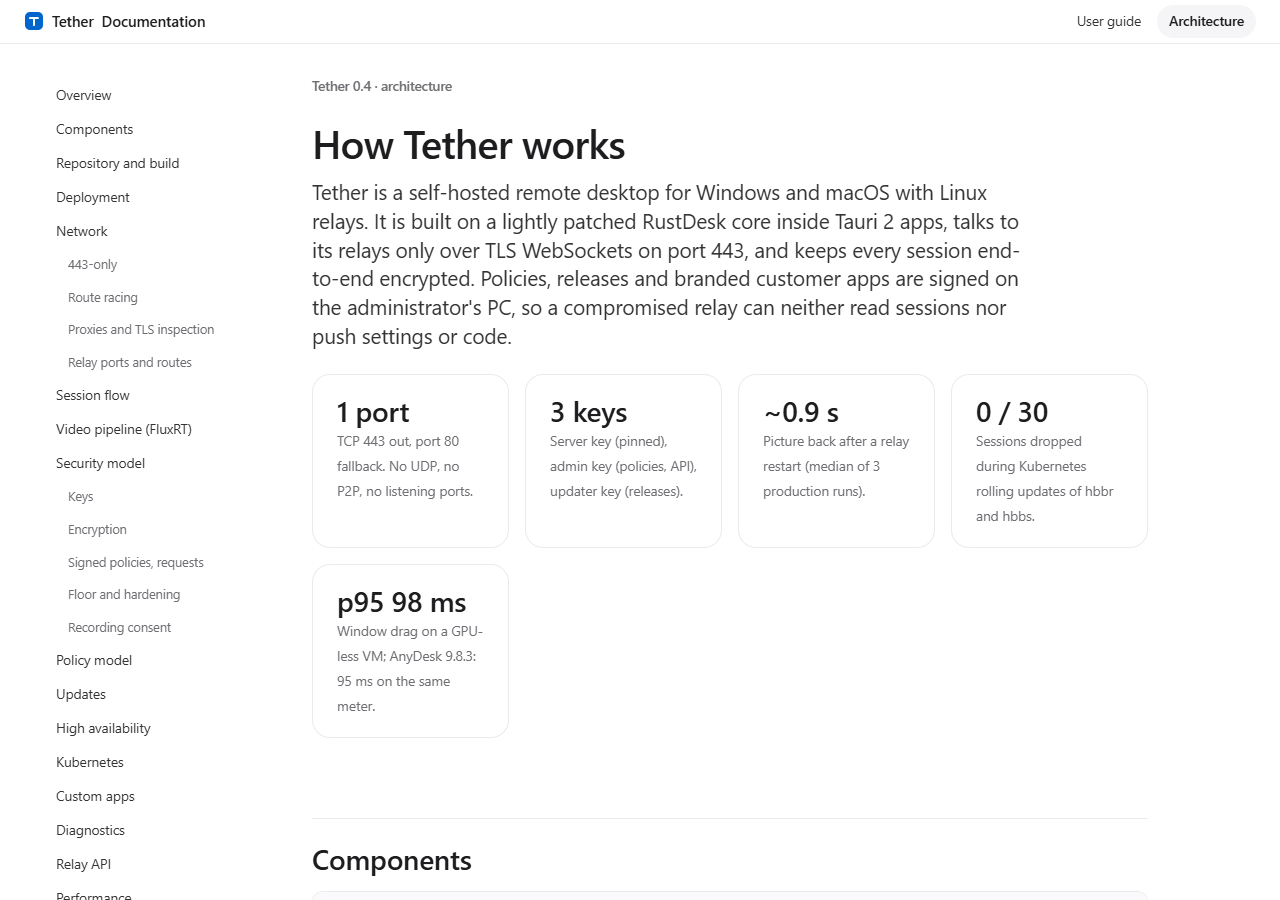 Tether Documentation
User guide
Architecture
Overview
Components
Repository and build
Deployment
Network
443-only
Route racing
Proxies and TLS inspection
Relay ports and routes
Session flow
Video pipeline (FluxRT)
Security model
Keys
Encryption
Signed policies, requests
Floor and hardening
Recording consent
Policy model
Updates
High availability
Kubernetes
Custom apps
Diagnostics
Relay API
Performance
Tether 0.4 · architecture
How Tether works
Tether is a self-hosted remote desktop for Windows and macOS with Linux
relays. It is built on a lightly patched RustDesk core inside Tauri 2 apps, talks to
its relays only over TLS WebSockets on port 443, and keeps every session end-
to-end encrypted. Policies, releases and branded customer apps are signed on
the administrator's PC, so a compromised relay can neither read sessions nor
push settings or code.
1 port
TCP 443 out, port 80
fallback. No UDP, no
P2P, no listening ports.
3 keys
Server key (pinned),
admin key (policies, API),
updater key (releases).
~0.9 s
Picture back after a relay
restart (median of 3
production runs).
0 / 30
Sessions dropped
during Kubernetes
rolling updates of hbbr
and hbbs.
p95 98 ms
Window drag on a GPU-
less VM; AnyDesk 9.8.3:
95 ms on the same
meter.
Components